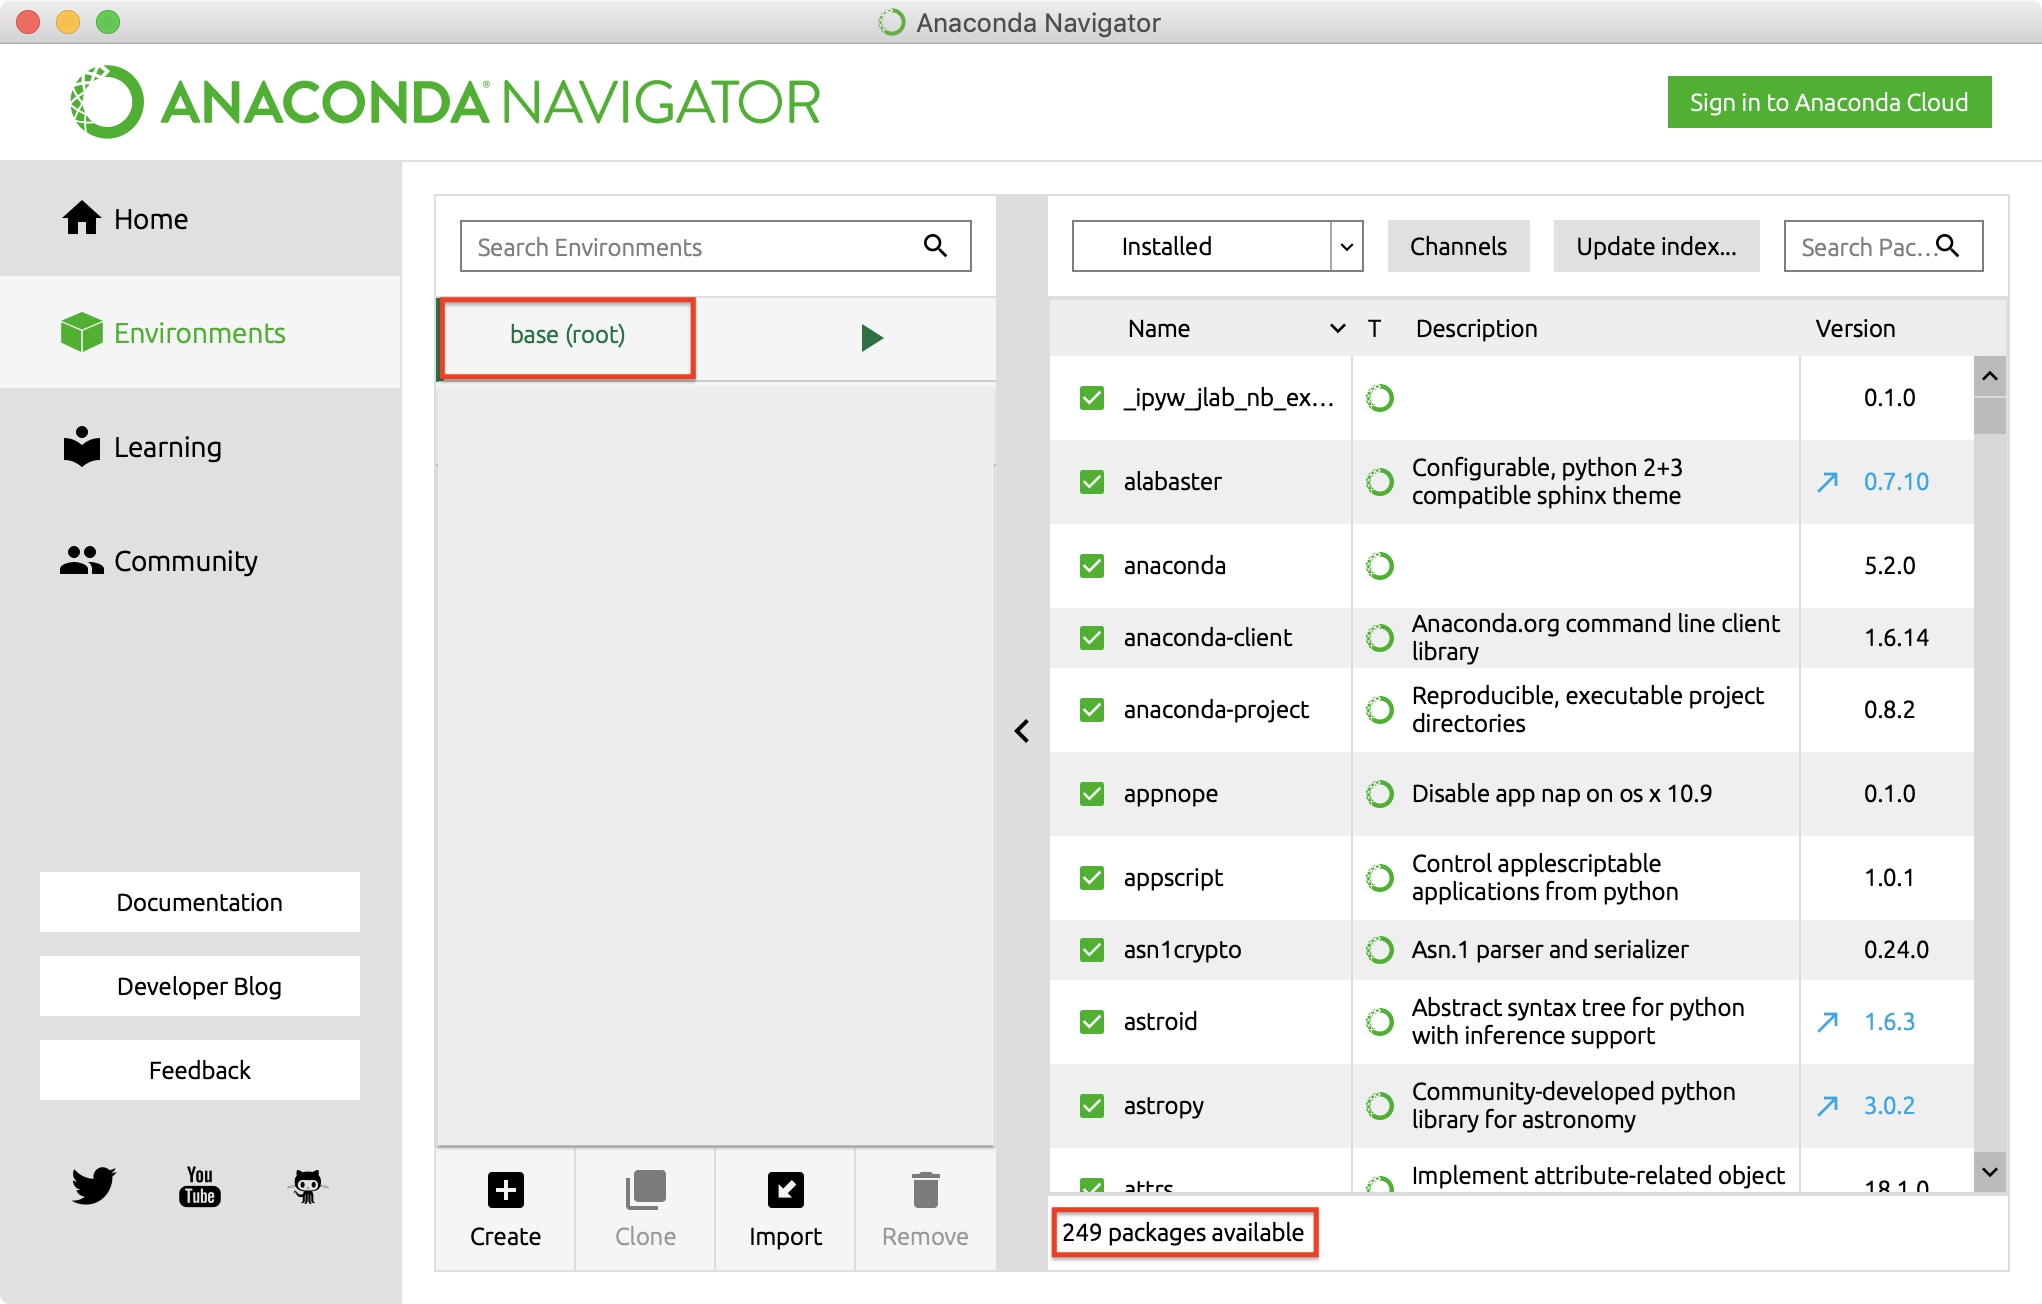 Anaconda Navigator
ANACONDA® NAVIGATOR
Sign in to Anaconda Cloud
Home
Environments
Learning
Community
Documentation
Developer Blog
Feedback
You
Tube
Search Environments
base (root)
Create
Clone
Import
Remove
Installed
Channels
Update index...
Search Pac...
Name T Description Version
_ipyw_jlab_nb_ex... 0.1.0
alabaster Configurable, python 2+3 0.7.10
compatible sphinx theme
anaconda 5.2.0
anaconda-client Anaconda.org command line client 1.6.14
library
anaconda-project Reproducible, executable project 0.8.2
directories
appnope Disable app nap on os x 10.9 0.1.0
appscript Control applescriptable 1.0.1
applications from python
asn1crypto Asn.1 parser and serializer 0.24.0
astroid Abstract syntax tree for python 1.6.3
with inference support
astropy Community-developed python 3.0.2
library for astronomy
attrs Implement attribute-related object 18.1.0
249 packages available